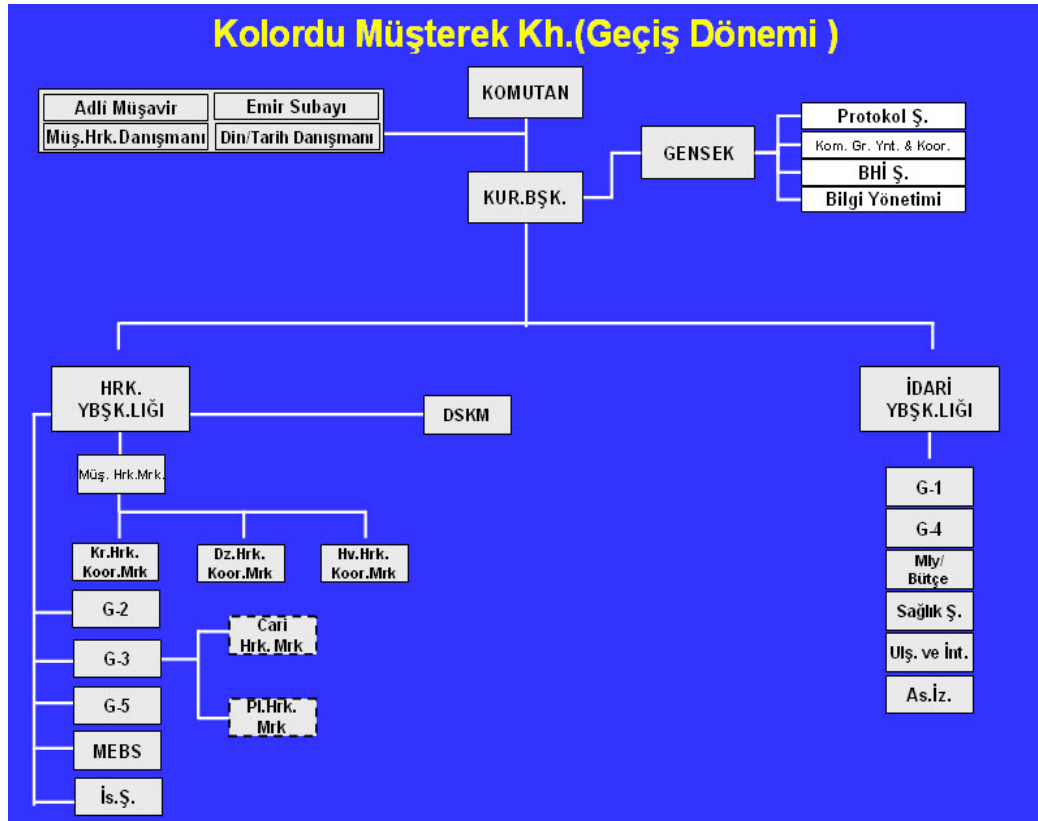 Kolordu Müşterek Kh.(Geçiş Dönemi )
KOMUTAN
Adlî Müşavir
Emir Subayı
Müş.Hrk.Danışmanı
Din/Tarih Danışmanı
KUR.BŞK.
GENSEK
Protokol Ş.
Kom. Gr. Ynt. & Koor.
BHİ Ş.
Bilgi Yönetimi
HRK.
YBŞK.LIĞI
DSKM
İDARİ
YBŞK.LIĞI
Müş. Hrk.Mrk.
Kr.Hrk.
Koor.Mrk
Dz.Hrk.
Koor.Mrk
Hv.Hrk.
Koor.Mrk
G-2
G-3
Cari
Hrk. Mrk
Pl.Hrk.
Mrk
G-5
MEBS
İs.Ş.
G-1
G-4
Mly/
Bütçe
Sağlık Ş.
Ulş. ve İnt.
As.İz.